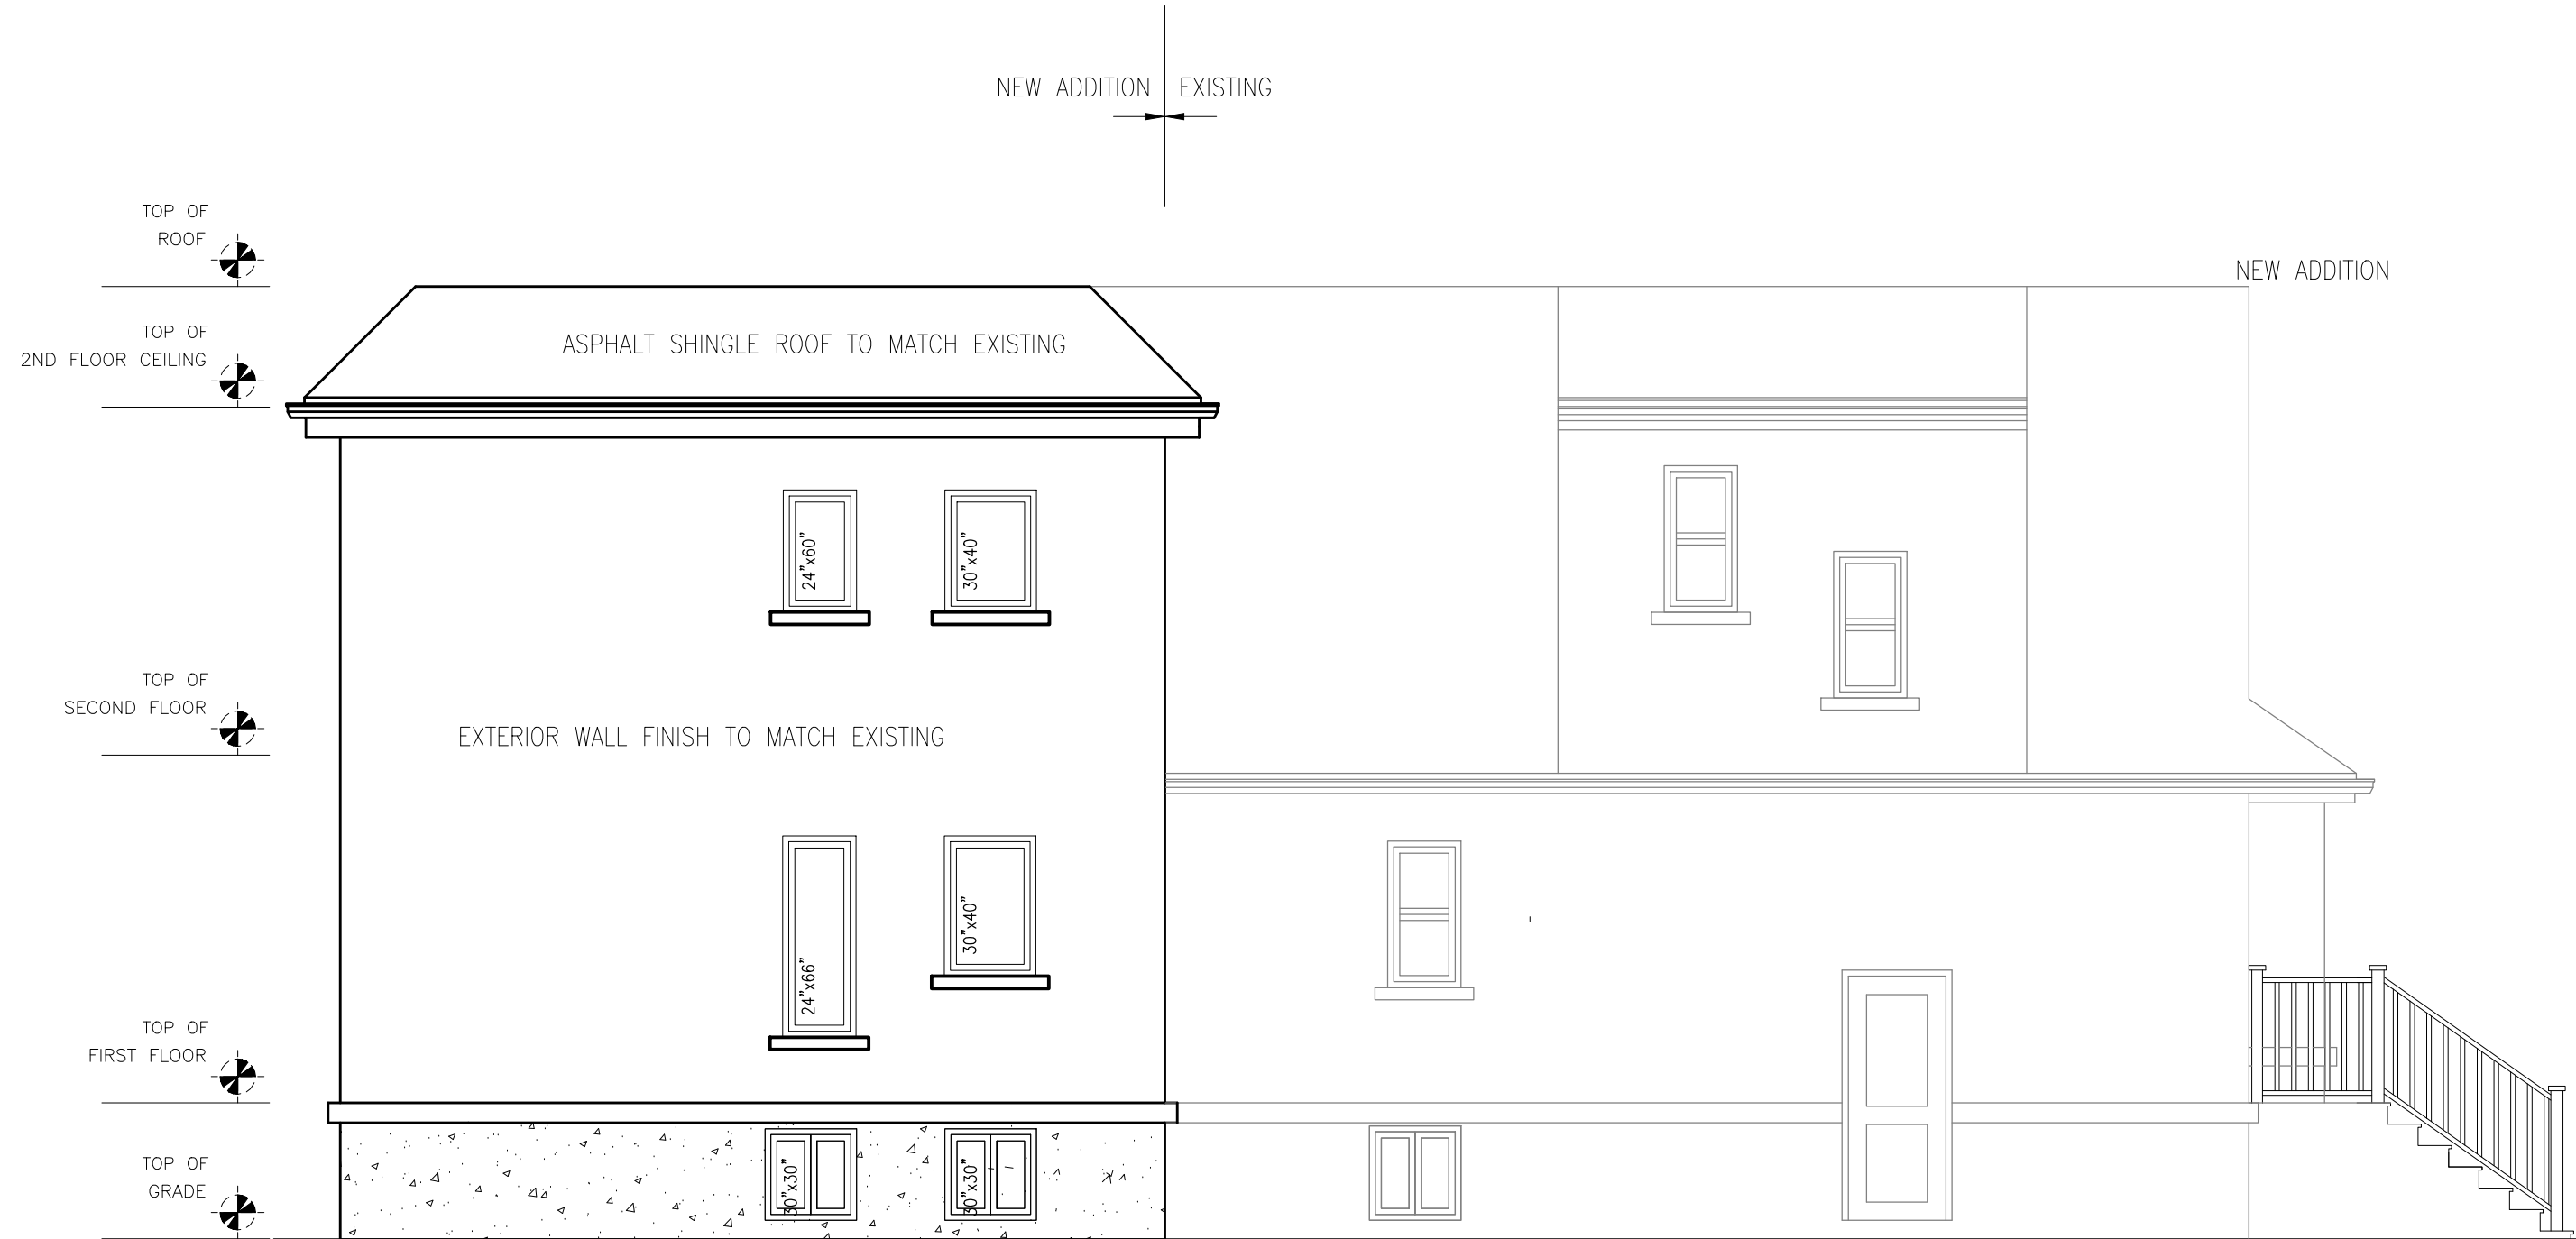 NEW ADDITION
EXISTING
TOP OF
ROOF
NEW ADDITION
TOP OF
2ND FLOOR CEILING
ASPHALT SHINGLE ROOF TO MATCH EXISTING
24"x60"
30"x40"
TOP OF
SECOND FLOOR
EXTERIOR WALL FINISH TO MATCH EXISTING
24"x66"
30"x40"
TOP OF
FIRST FLOOR
TOP OF
GRADE
30"x30"
30"x30"